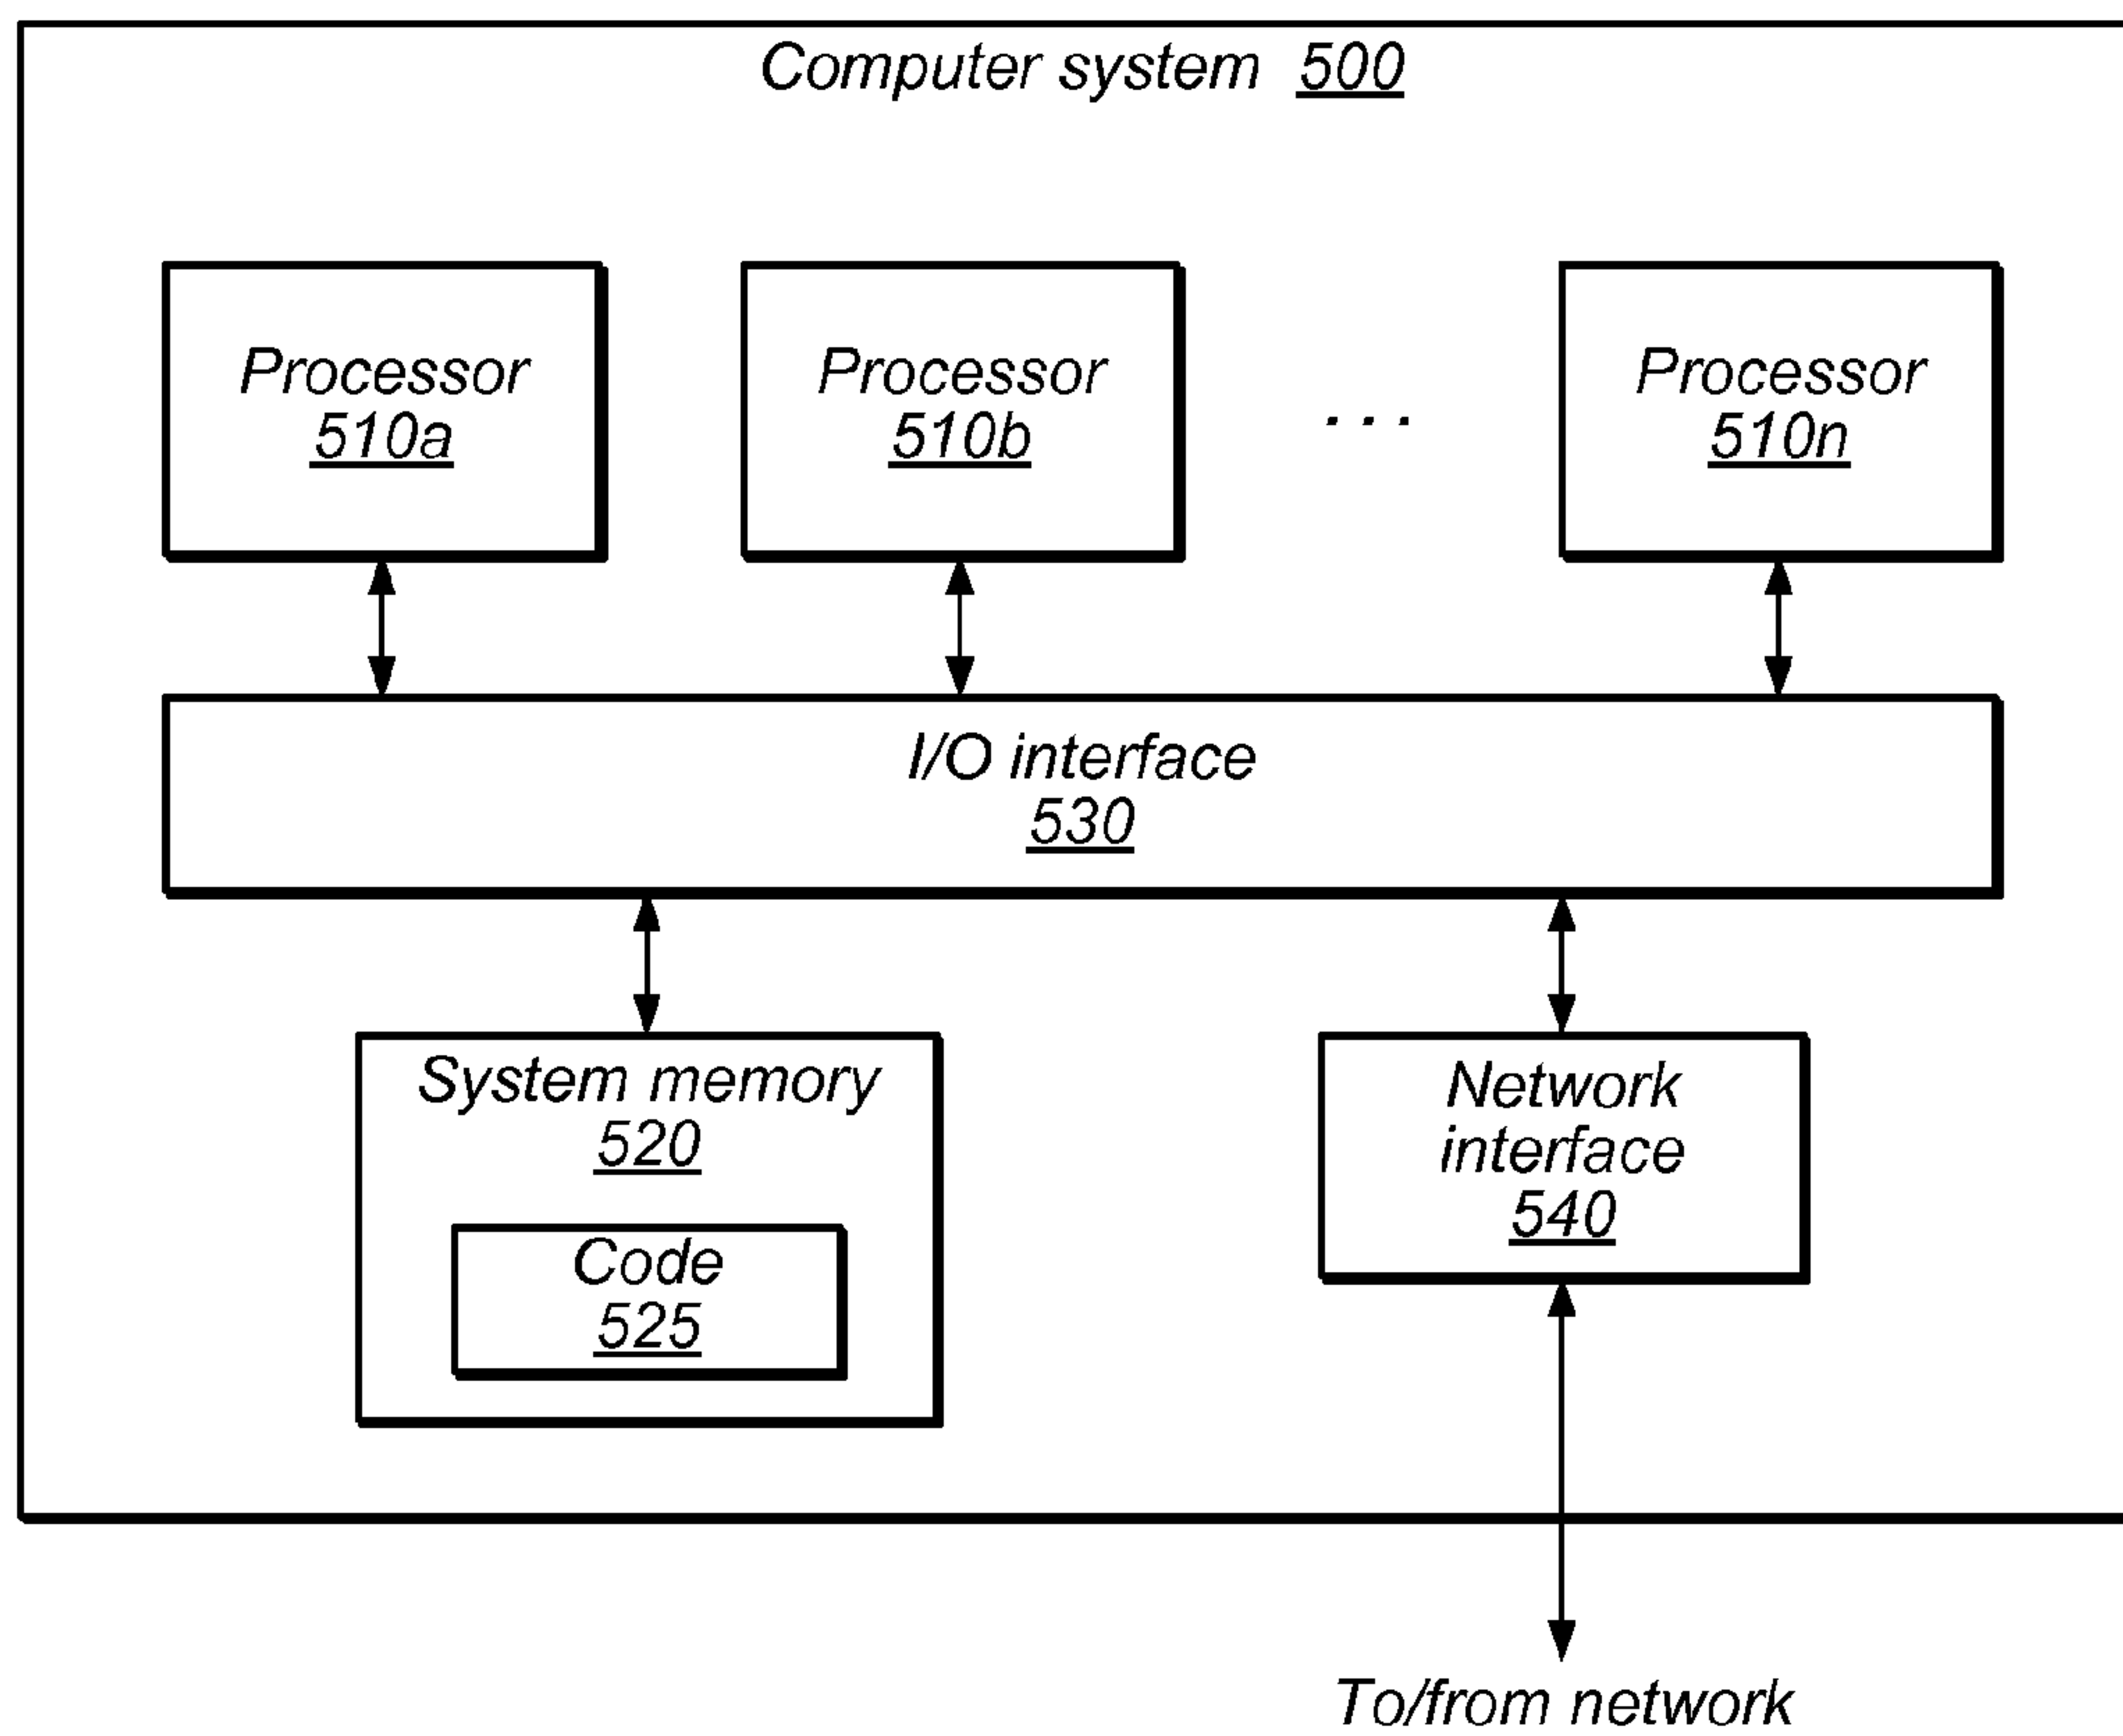 Computer system 500
Processor
510a
Processor
510b
. . .
Processor
510n
I/O interface
530
System memory
520
Code
525
Network
interface
540
To/from network